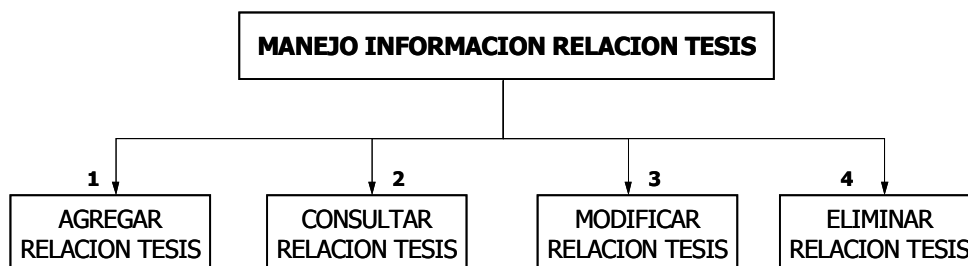 MANEJO INFORMACION RELACION TESIS
1
2
3
4
AGREGAR
RELACION TESIS
CONSULTAR
RELACION TESIS
MODIFICAR
RELACION TESIS
ELIMINAR
RELACION TESIS